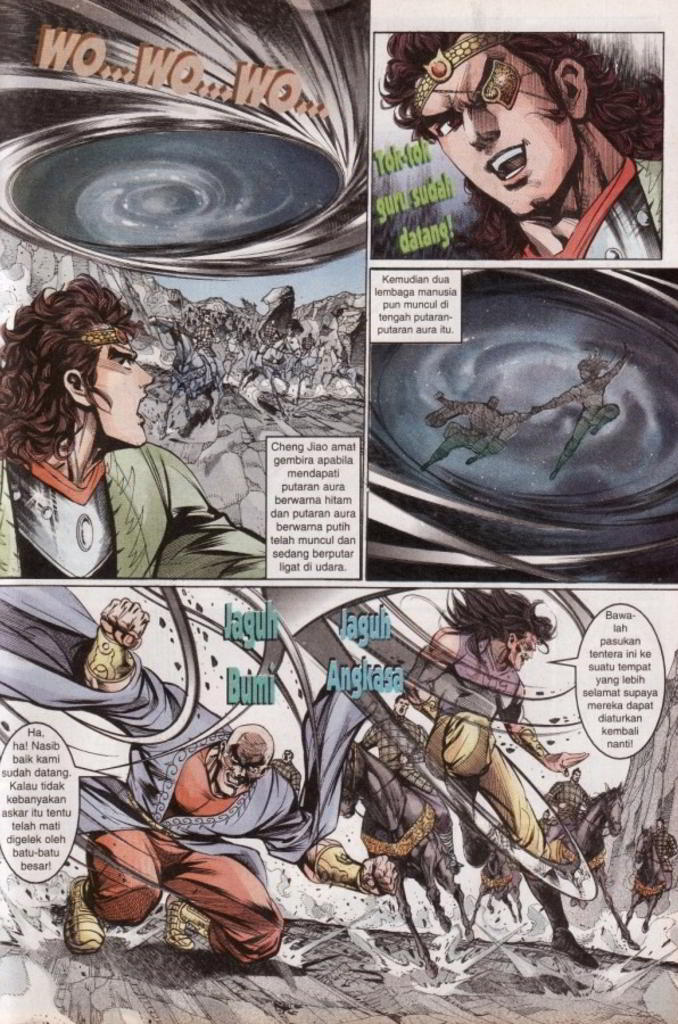 WO...WO...WO...
Toh-toh
guru sudah
datang!
Cheng Jiao amat
gembira apabila
mendapati
putaran aura
berwarna hitam
dan putaran aura
berwarna putih
telah muncul dan
sedang berputar
ligat di udara.
Kemudian dua
lembaga manusia
pun muncul di
tengah putaran-
putaran aura itu.
Jaguh
Bumi
Jaguh
Angkasa
Bawa-
lah
pasukan
tentera ini ke
suatu tempat
yang lebih
selamat supaya
mereka dapat
diaturkan
kembali
nanti!
Ha,
ha! Nasib
baik kami
sudah datang.
Kalau tidak
kebanyakan
askar itu tentu
telah mati
digelek oleh
batu-batu
besar!